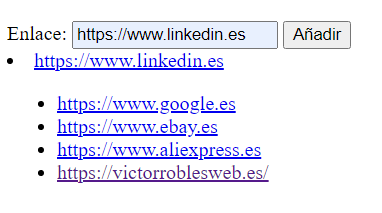 Enlace: https://www.linkedin.es Añadir
https://www.linkedin.es
https://www.google.es
https://www.ebay.es
https://www.aliexpress.es
https://victorroblesweb.es/